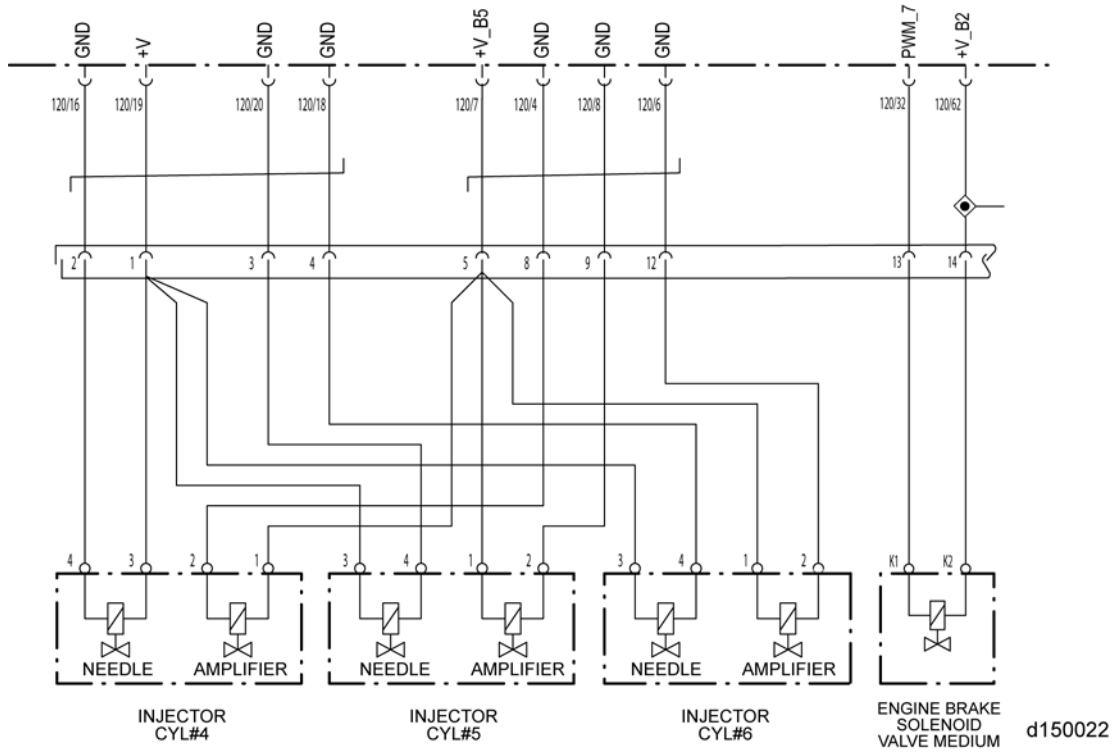 GND +V GND GND +V_B5 GND GND GND PWM_7 +V_B2
120/16 120/19 120/20 120/18 120/7 120/4 120/8 120/6 120/32 120/62
2 1 3 4 5 8 9 12 13 14
4 3 2 1 3 4 1 2 3 4 1 2 K1 K2
NEEDLE AMPLIFIER NEEDLE AMPLIFIER NEEDLE AMPLIFIER
INJECTOR
CYL#4
INJECTOR
CYL#5
INJECTOR
CYL#6
ENGINE BRAKE
SOLENOID
VALVE MEDIUM
d150022